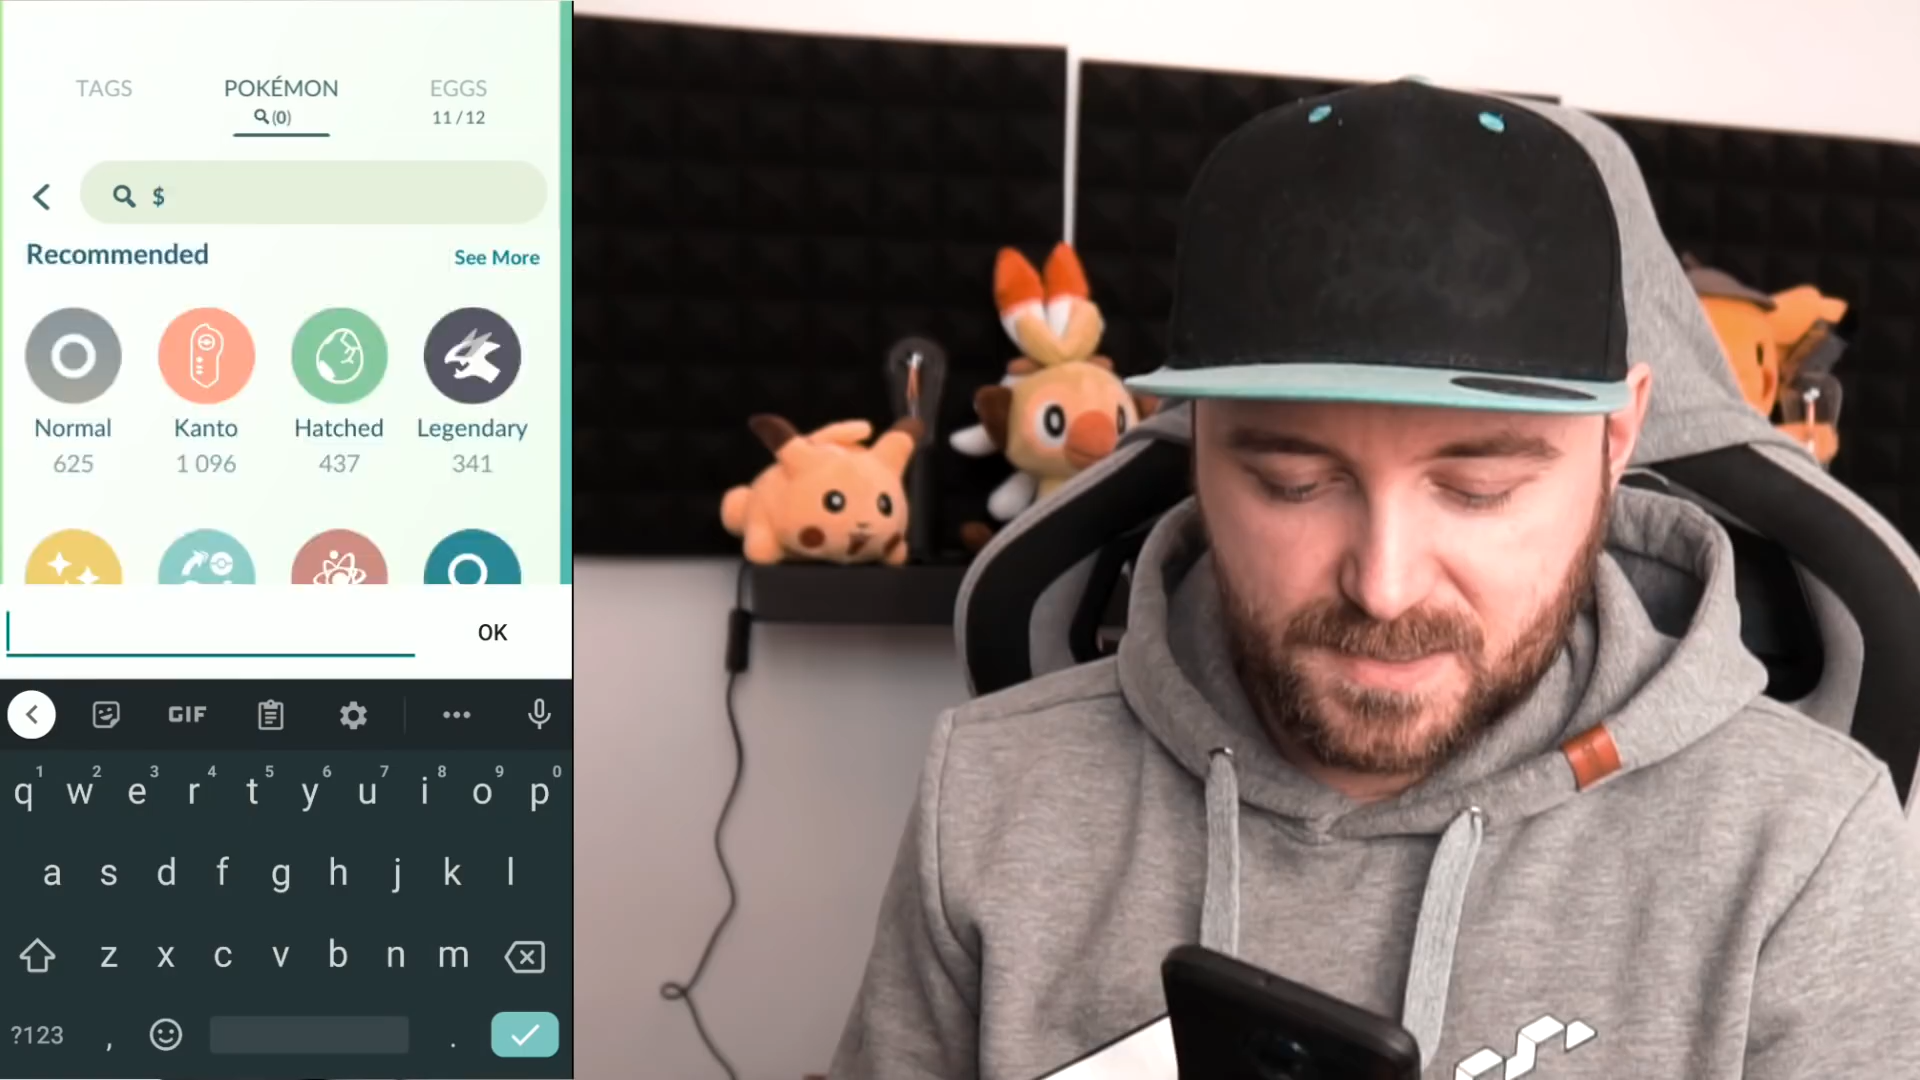 TAGS POKÉMON EGGS
(0) 11 / 12
$
Recommended See More
Normal Kanto Hatched Legendary
625 1 096 437 341
OK
GIF
1 2 3 4 5 6 7 8 9 0
q w e r t y u i o p
a s d f g h j k l
z x c v b n m
?123 , .